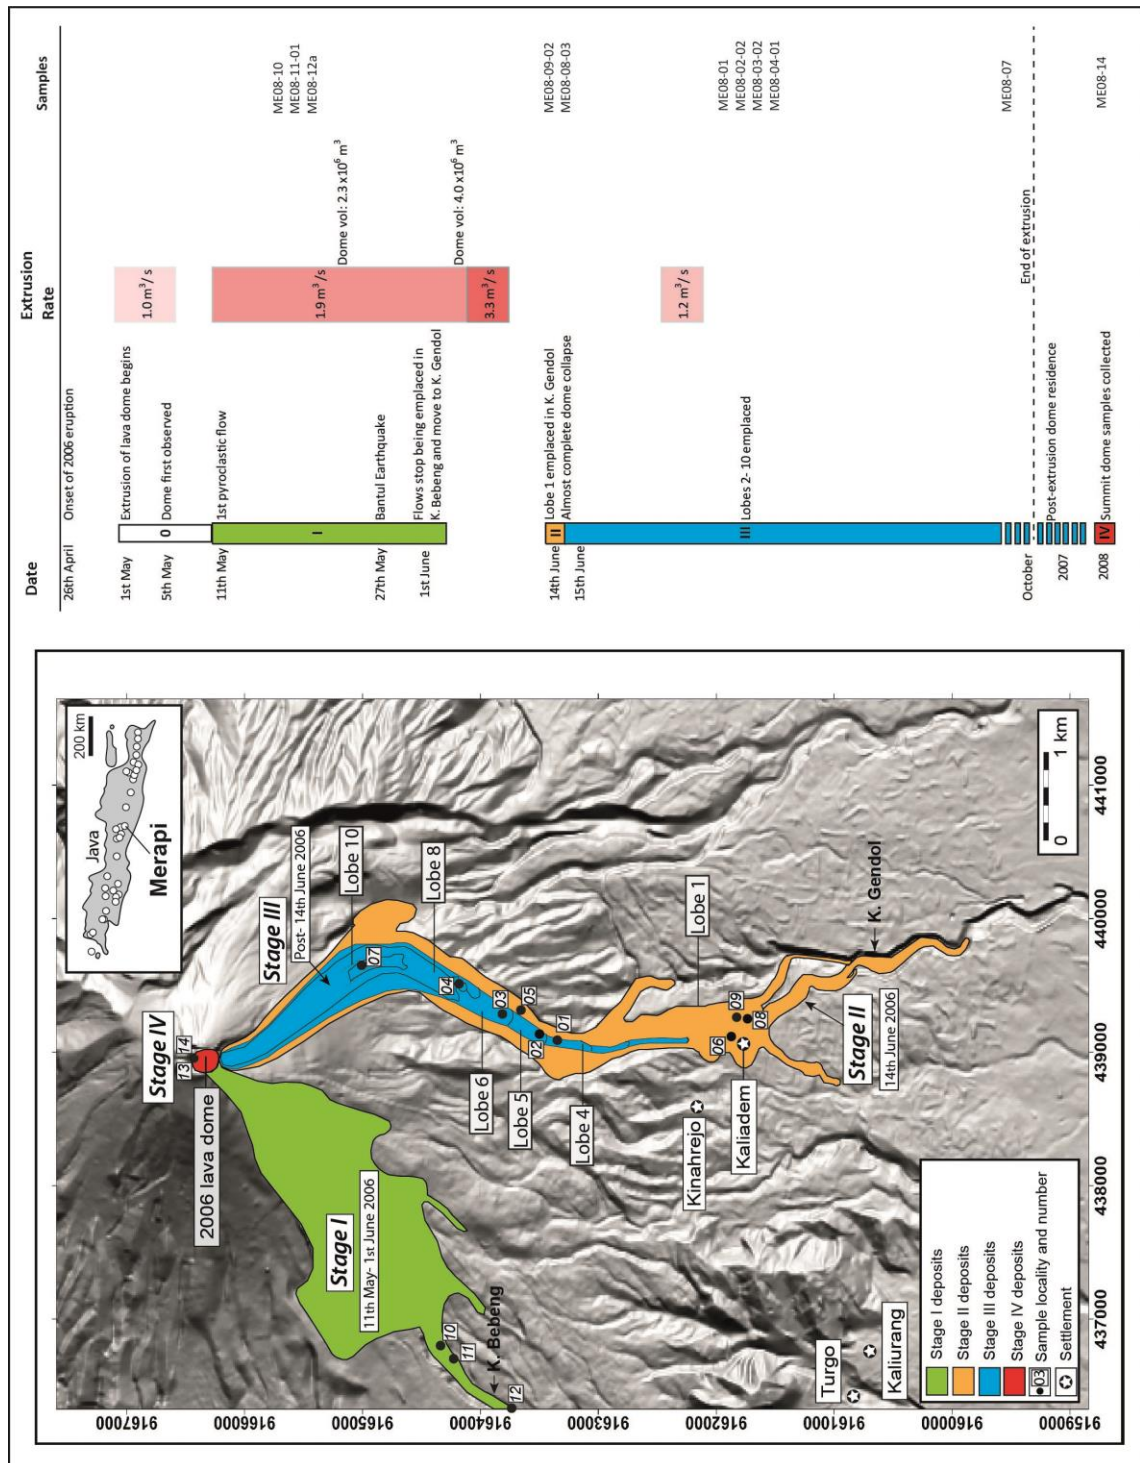 Date
Extrusion
Rate
Samples
26th April
Onset of 2006 eruption
1st May
Extrusion of lava dome begins
5th May
Dome first observed
11th May
1st pyroclastic flow
27th May
Bantul Earthquake
1st June
Flows stop being emplaced in
K. Bebeng and move to K. Gendol
14th June
Lobe 1 emplaced in K. Gendol
15th June
Almost complete dome collapse
Lobes 2- 10 emplaced
October
2007
Post-extrusion dome residence
2008
Summit dome samples collected
0
I
II
III
IV
1.0 m³/s
1.9 m³/s
3.3 m³/s
1.2 m³/s
Dome vol: 2.3 x10⁶ m³
Dome vol: 4.0 x10⁶ m³
End of extrusion
ME08-10
ME08-11-01
ME08-12a
ME08-09-02
ME08-08-03
ME08-01
ME08-02-02
ME08-03-02
ME08-04-01
ME08-07
ME08-14
200 km
Java
Merapi
Stage IV
13
14
2006 lava dome
Stage III
Post- 14th June 2006
Lobe 10
07
Lobe 8
04
03
05
Lobe 6
02
01
Lobe 5
Lobe 4
Lobe 1
Stage I
11th May- 1st June 2006
10
11
12
K. Bebeng
Kinahrejo
06
09
08
Kaliadem
Stage II
14th June 2006
K. Gendol
Turgo
Kaliurang
0
1 km
Stage I deposits
Stage II deposits
Stage III deposits
Stage IV deposits
03
Sample locality and number
Settlement
9167000
9166000
9165000
9164000
9163000
9162000
9161000
9160000
9159000
437000
438000
439000
440000
441000